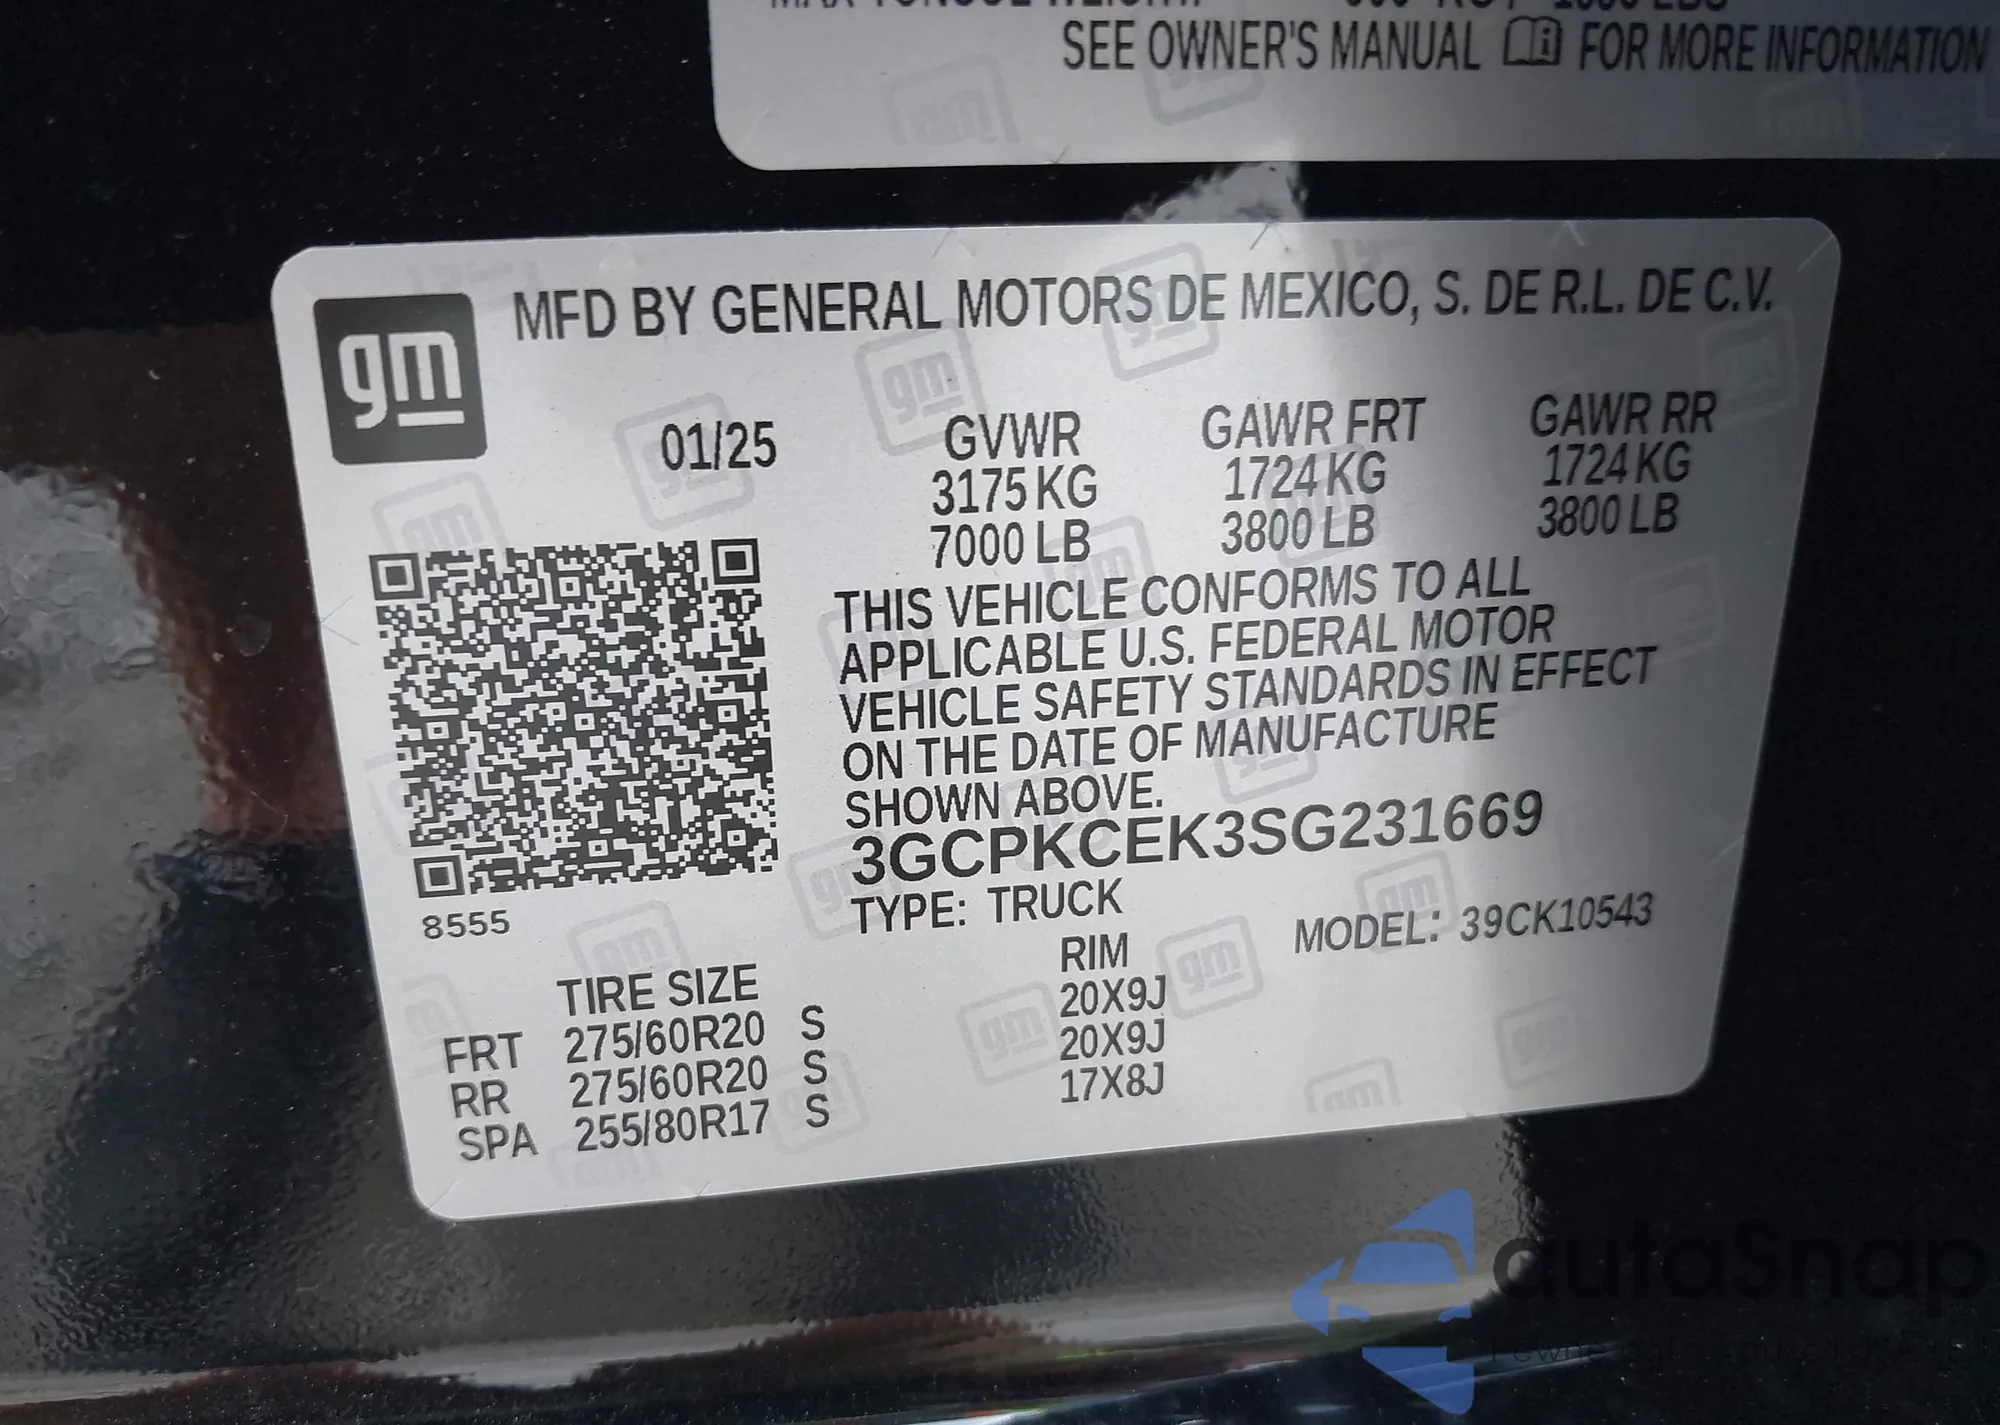 SEE OWNER'S MANUAL FOR MORE INFORMATION
gm
MFD BY GENERAL MOTORS DE MEXICO, S. DE R.L. DE C.V.
01/25
GVWR GAWR FRT GAWR RR
3175 KG 1724 KG 1724 KG
7000 LB 3800 LB 3800 LB
THIS VEHICLE CONFORMS TO ALL
APPLICABLE U.S. FEDERAL MOTOR
VEHICLE SAFETY STANDARDS IN EFFECT
ON THE DATE OF MANUFACTURE
SHOWN ABOVE.
3GCPKCEK3SG231669
8555
TYPE: TRUCK MODEL: 39CK10543
TIRE SIZE RIM
FRT 275/60R20 S 20X9J
RR 275/60R20 S 20X9J
SPA 255/80R17 S 17X8J
autaSnap